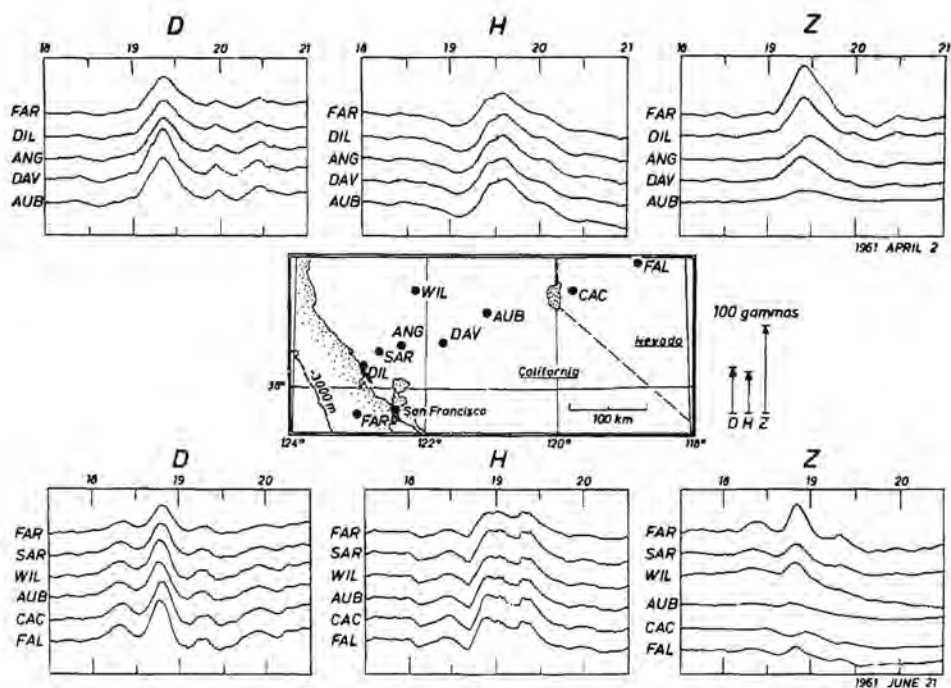 D
H
Z
18 19 20 21
18 19 20 21
18 19 20 21
FAR
DIL
ANG
DAV
AUB
FAR
DIL
ANG
DAV
AUB
FAR
DIL
ANG
DAV
AUB
1961 APRIL 2
FAL
WIL
CAC
AUB
ANG
DAV
SAR
DIL
Nevada
California
-3000 m
38°
San Francisco
FAR
100 km
124° 122° 120° 118°
100 gammas
D H Z
D
H
Z
18 19 20
18 19 20
18 19 20
FAR
SAR
WIL
AUB
CAC
FAL
FAR
SAR
WIL
AUB
CAC
FAL
FAR
SAR
WIL
AUB
CAC
FAL
1961 JUNE 21